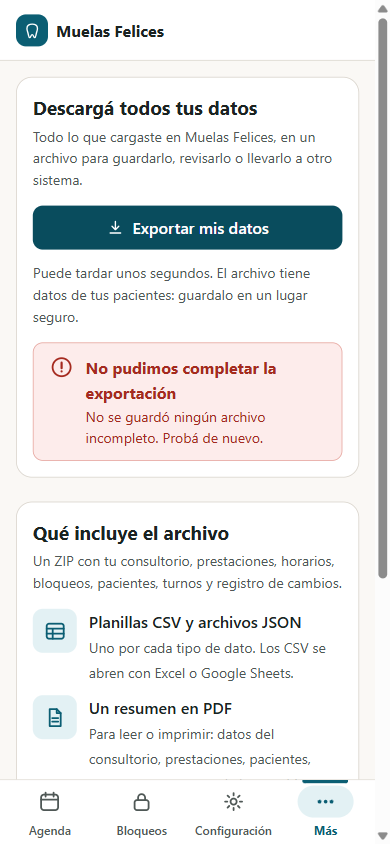 Muelas Felices
Descargá todos tus datos
Todo lo que cargaste en Muelas Felices, en un
archivo para guardarlo, revisarlo o llevarlo a otro
sistema.
Exportar mis datos
Puede tardar unos segundos. El archivo tiene
datos de tus pacientes: guardalo en un lugar
seguro.
No pudimos completar la
exportación
No se guardó ningún archivo
incompleto. Probá de nuevo.
Qué incluye el archivo
Un ZIP con tu consultorio, prestaciones, horarios,
bloqueos, pacientes, turnos y registro de cambios.
Planillas CSV y archivos JSON
Uno por cada tipo de dato. Los CSV se
abren con Excel o Google Sheets.
Un resumen en PDF
Para leer o imprimir: datos del
consultorio, prestaciones, pacientes,
Agenda
Bloqueos
Configuración
Más